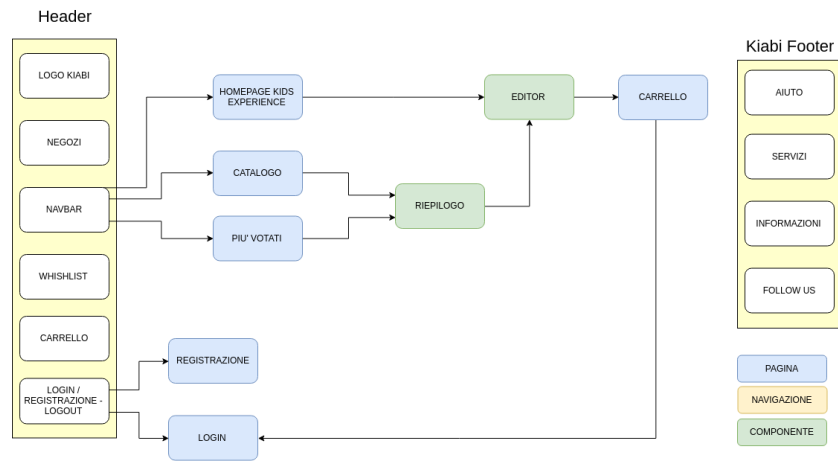 Header
LOGO KIABI
NEGOZI
NAVBAR
WHISHLIST
CARRELLO
LOGIN /
REGISTRAZIONE -
LOGOUT
HOMEPAGE KIDS
EXPERIENCE
CATALOGO
PIU' VOTATI
REGISTRAZIONE
LOGIN
RIEPILOGO
EDITOR
CARRELLO
Kiabi Footer
AIUTO
SERVIZI
INFORMAZIONI
FOLLOW US
PAGINA
NAVIGAZIONE
COMPONENTE